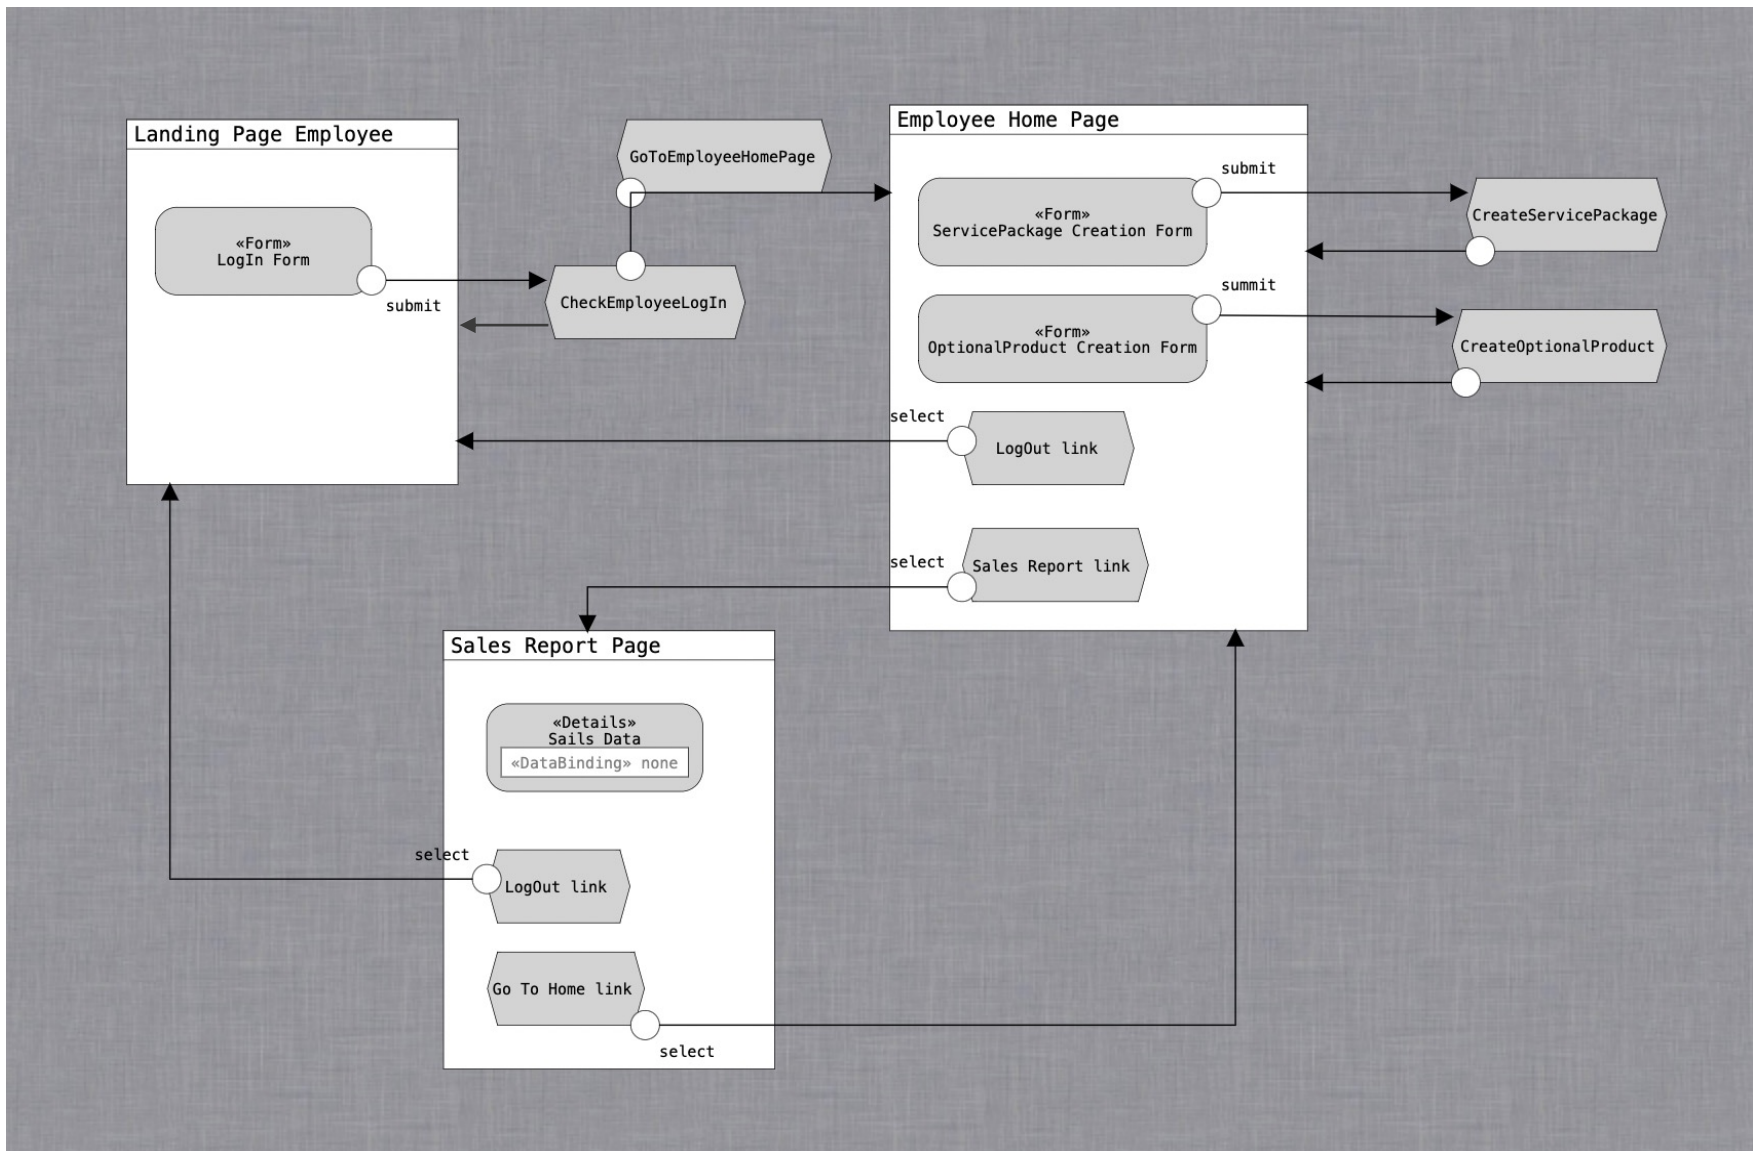 Landing Page Employee
«Form»
LogIn Form
submit
GoToEmployeeHomePage
CheckEmployeeLogIn
Employee Home Page
«Form»
ServicePackage Creation Form
submit
CreateServicePackage
«Form»
OptionalProduct Creation Form
summit
CreateOptionalProduct
select
LogOut link
select
Sales Report link
Sales Report Page
«Details»
Sails Data
«DataBinding» none
select
LogOut link
Go To Home link
select